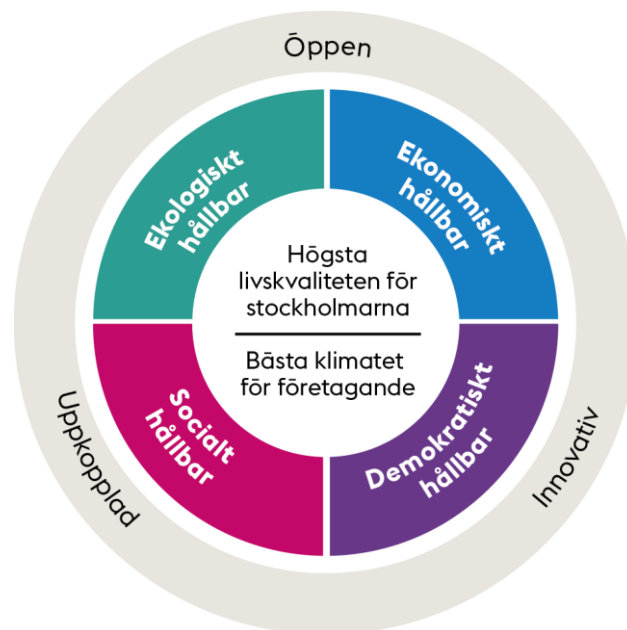 Öppen
Ekologiskt
hållbar
Ekonomiskt
hållbar
Högsta
livskvaliteten för
stockholmarna
Bästa klimatet
för företagande
Socialt
hållbar
Demokratiskt
hållbar
Uppkopplad
Innovativ